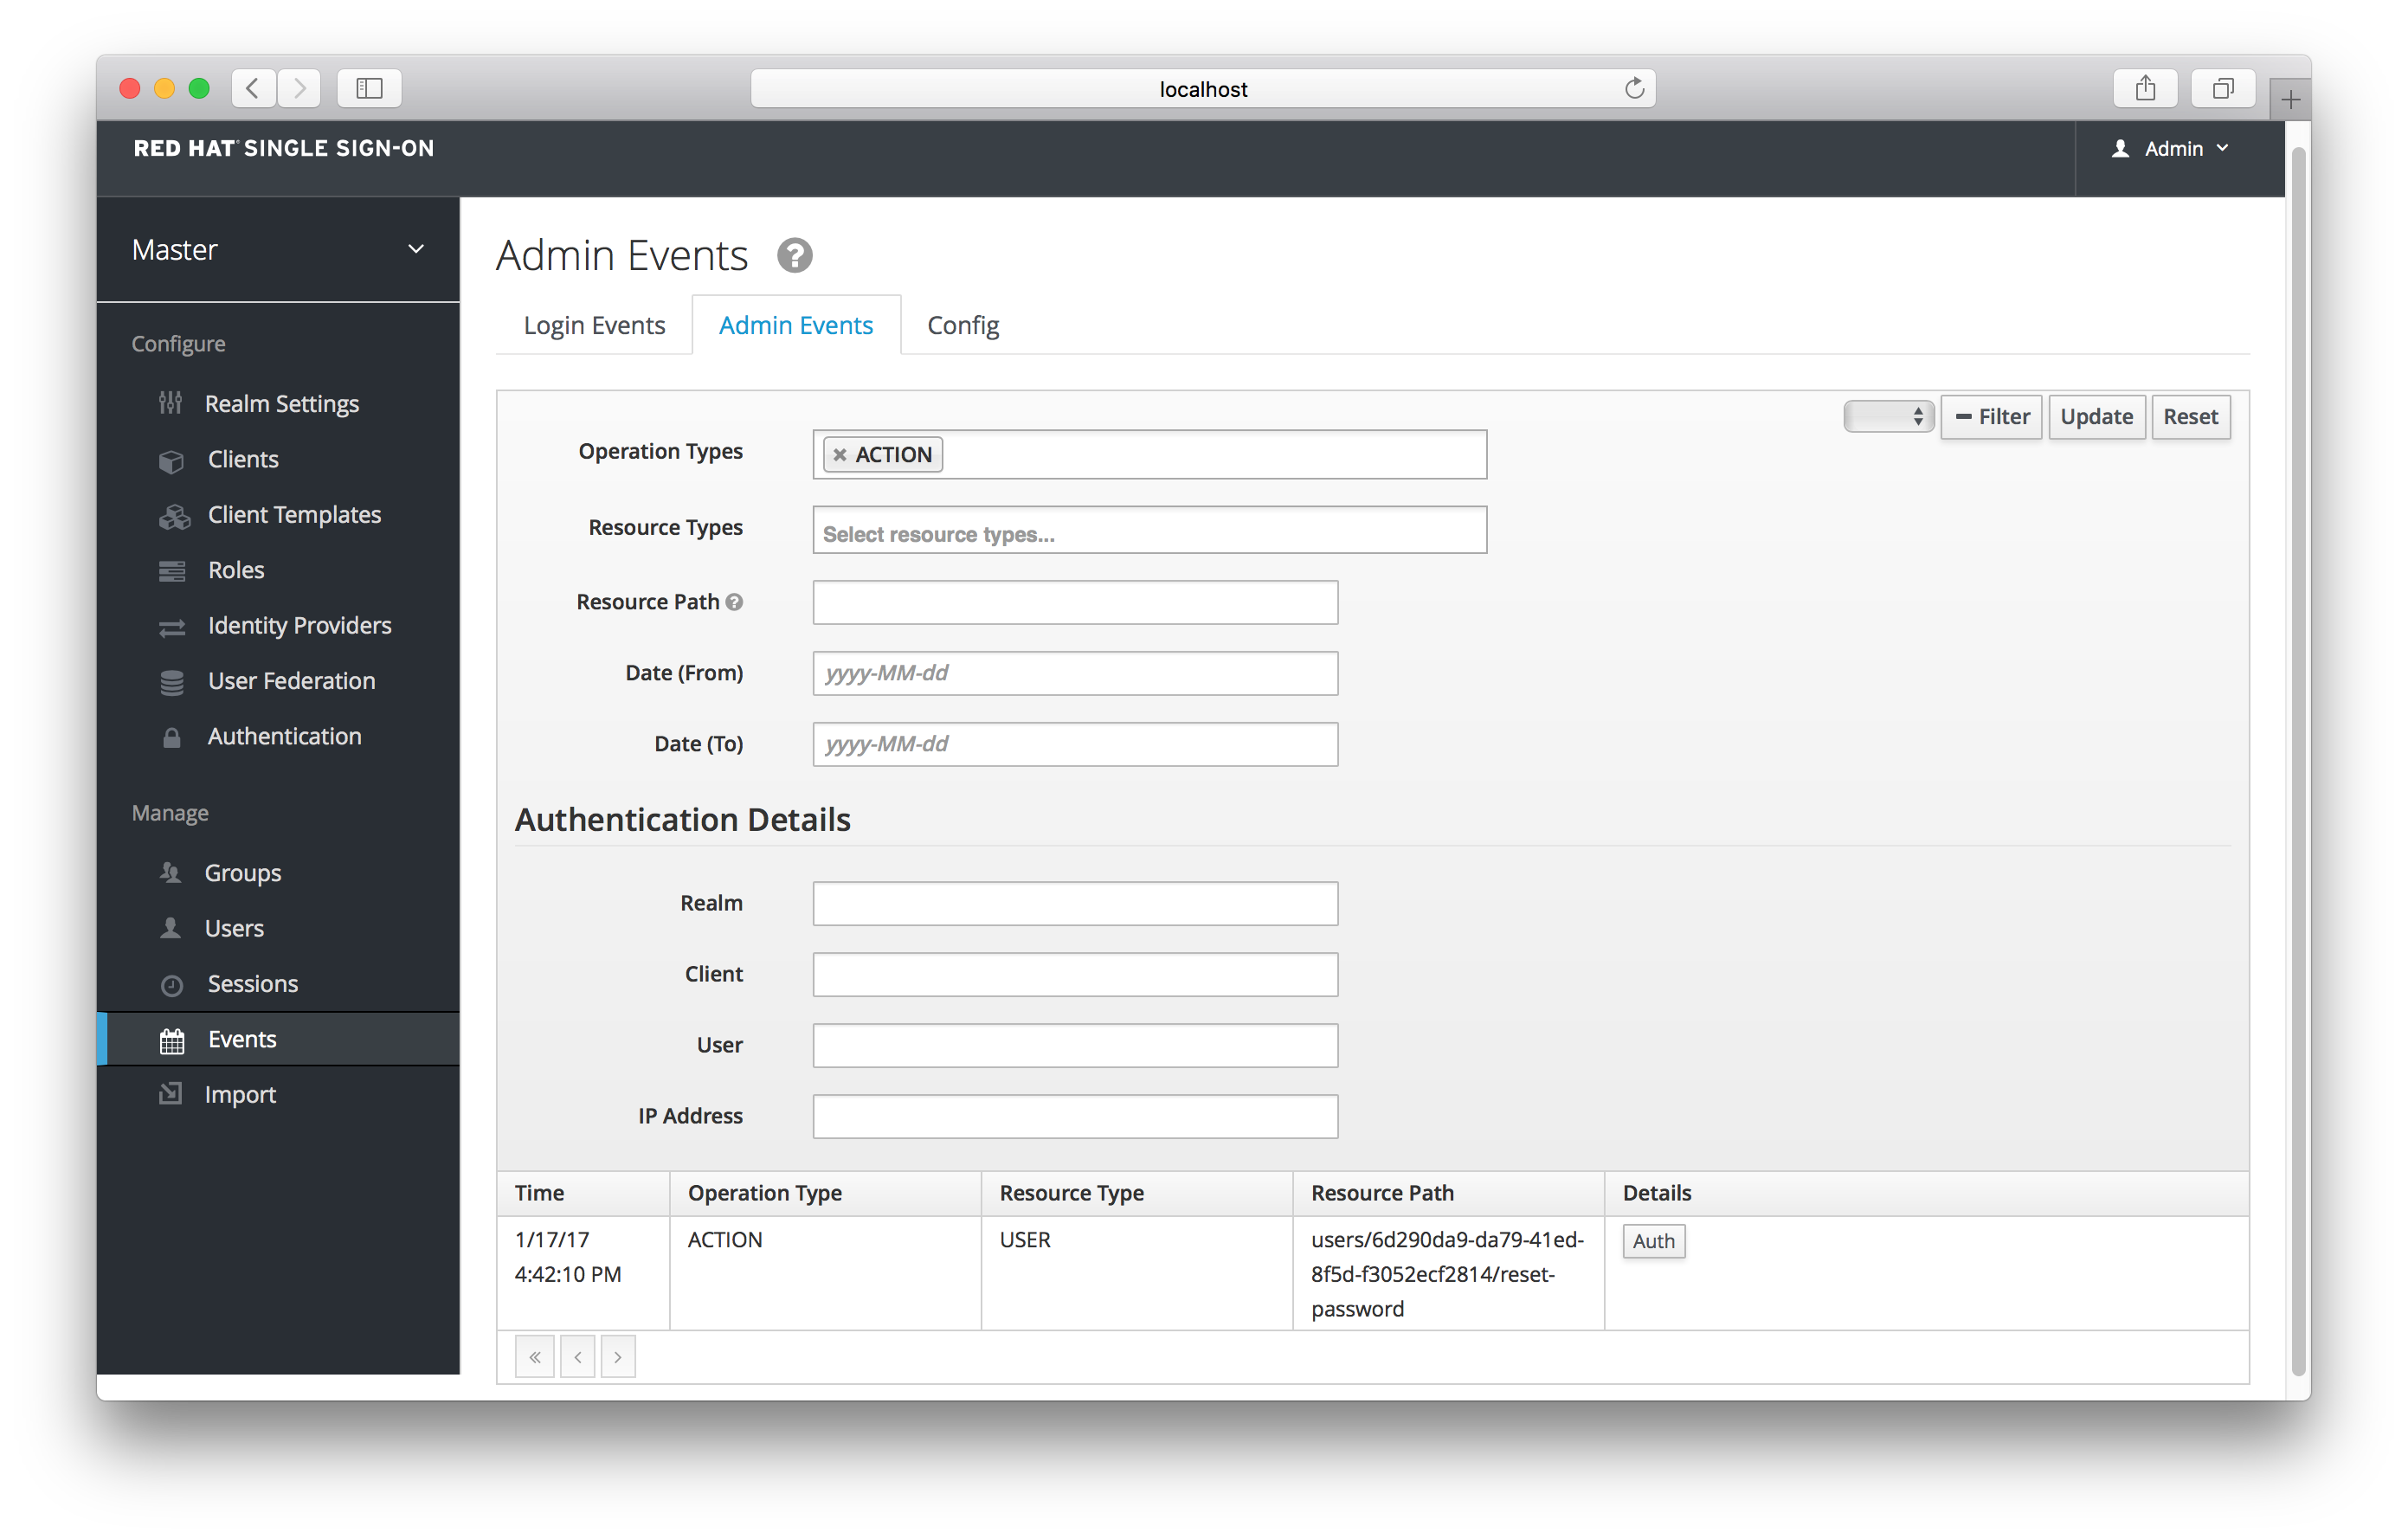 localhost
RED HAT SINGLE SIGN-ON
Admin
Master
Configure
Realm Settings
Clients
Client Templates
Roles
Identity Providers
User Federation
Authentication
Manage
Groups
Users
Sessions
Events
Import
Admin Events
Login Events Admin Events Config
Filter Update Reset
Operation Types ACTION
Resource Types Select resource types...
Resource Path
Date (From) yyyy-MM-dd
Date (To) yyyy-MM-dd
Authentication Details
Realm
Client
User
IP Address
Time Operation Type Resource Type Resource Path Details
1/17/17 ACTION USER users/6d290da9-da79-41ed- Auth
4:42:10 PM 8f5d-f3052ecf2814/reset-
password